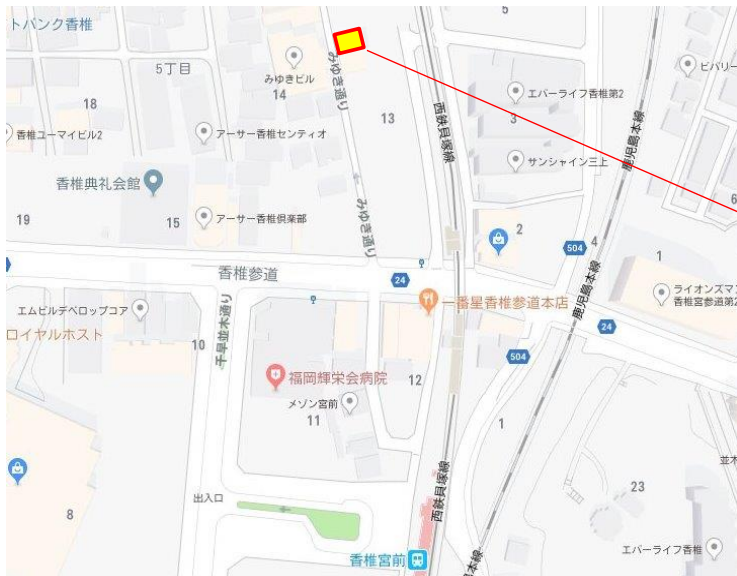 トバンク香椎
5
5丁目
みゆきビル
14
みゆき通り
18
13
西鉄貝塚線
エバーライフ香椎第2
3
ビバリー
鹿児島本線
香椎ユーマイビル2
アーサー香椎センティオ
サンシャイン三上
香椎典礼会館
6
19
15
アーサー香椎倶楽部
みゆき通り
2
504
4
1
香椎参道
24
ライオンズマン
香椎宮参道第2
エムビルデベロップコア
一番星香椎参道本店
鹿児島本線
24
ロイヤルホスト
10
千早並木通り
504
福岡輝栄会病院
12
メゾン宮前
11
1
並木
23
西鉄貝塚線
出入口
8
香椎宮前
本線
エバーライフ香椎